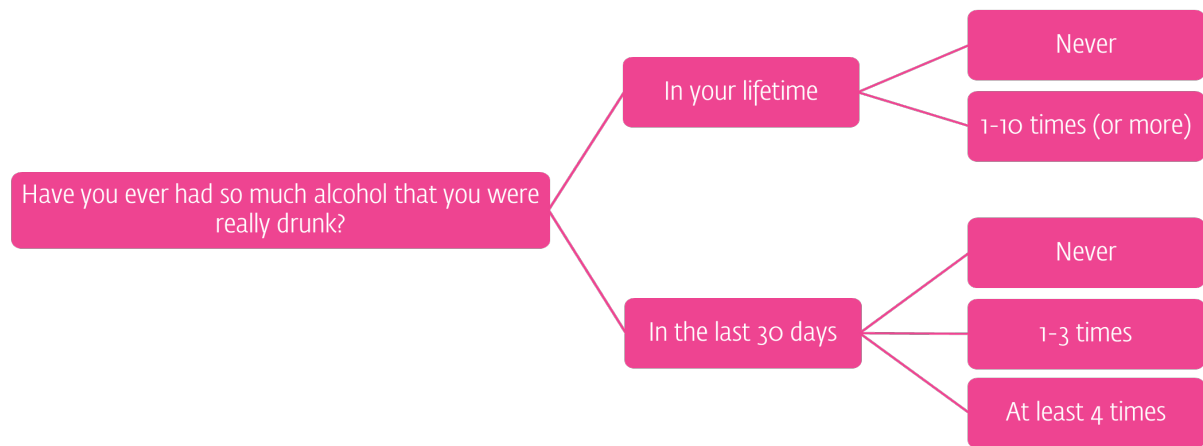 Have you ever had so much alcohol that you were
really drunk?
In your lifetime
Never
1-10 times (or more)
In the last 30 days
Never
1-3 times
At least 4 times